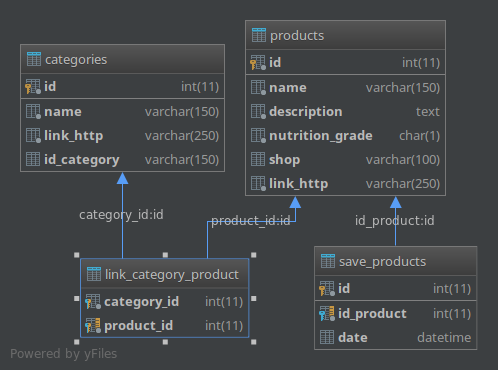 categories
id int(11)
name varchar(150)
link_http varchar(250)
id_category varchar(150)
products
id int(11)
name varchar(150)
description text
nutrition_grade char(1)
shop varchar(100)
link_http varchar(250)
category_id:id
product_id:id
id_product:id
link_category_product
category_id int(11)
product_id int(11)
save_products
id int(11)
id_product int(11)
date datetime
Powered by yFiles